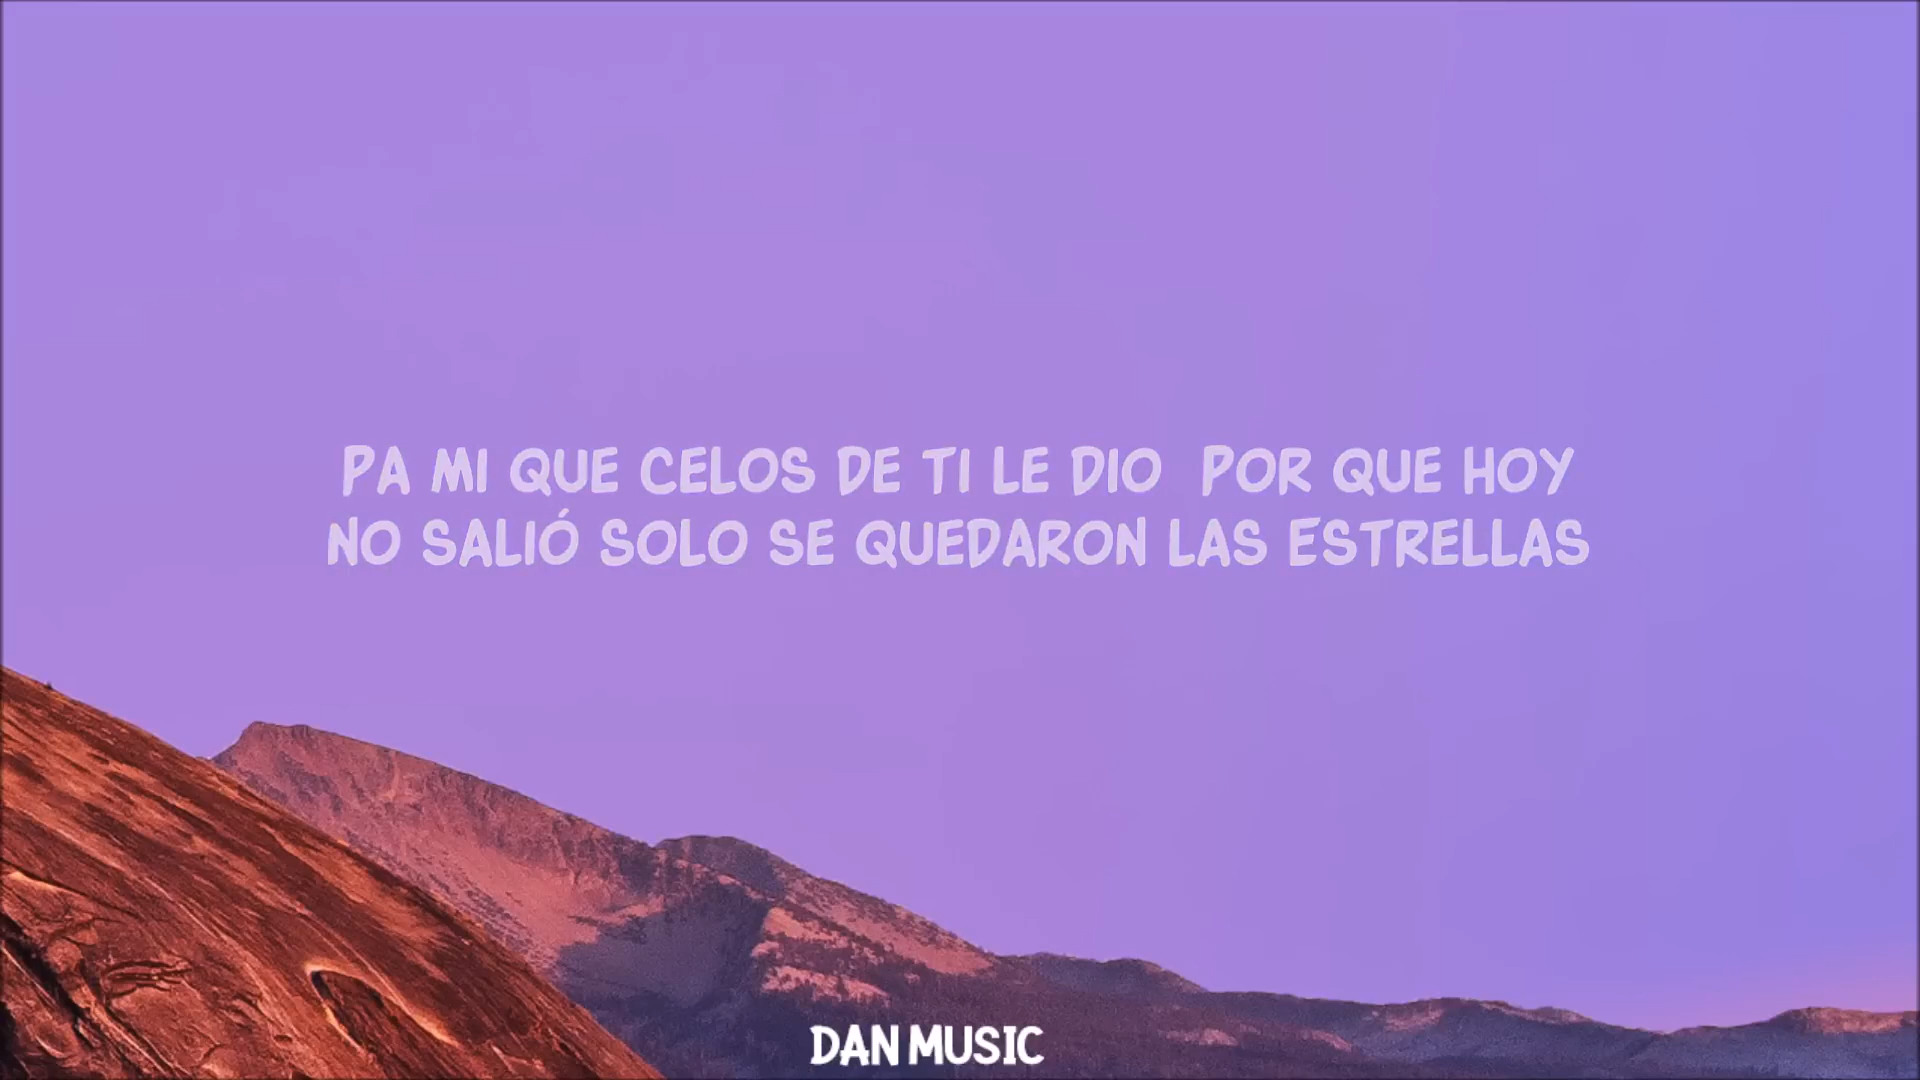 PA MI QUE CELOS DE TI LE DIO POR QUE HOY
NO SALIÓ SOLO SE QUEDARON LAS ESTRELLAS
DAN MUSIC